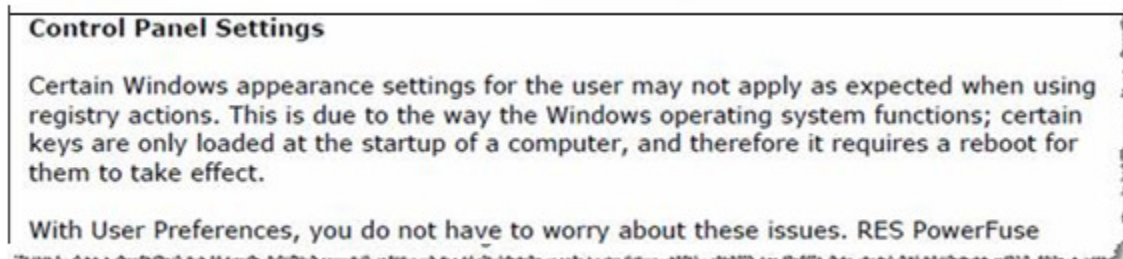 Control Panel Settings
Certain Windows appearance settings for the user may not apply as expected when using
registry actions. This is due to the way the Windows operating system functions; certain
keys are only loaded at the startup of a computer, and therefore it requires a reboot for
them to take effect.
With User Preferences, you do not have to worry about these issues. RES PowerFuse